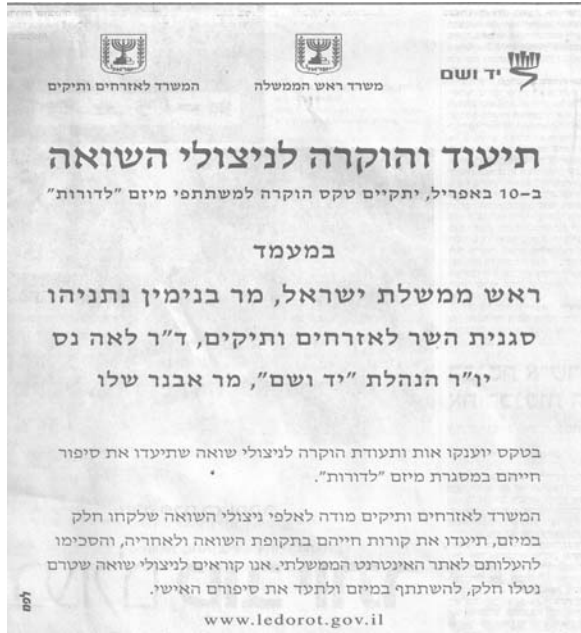 יד ושם
משרד ראש הממשלה
המשרד לאזרחים ותיקים
תיעוד והוקרה לניצולי השואה
ב-10 באפריל, יתקיים טקס הוקרה למשתתפי מיזם "לדורות"
במעמד
ראש ממשלת ישראל, מר בנימין נתניהו
סגנית השר לאזרחים ותיקים, ד"ר לאה נס
יו"ר הנהלת "יד ושם", מר אבנר שלו
בטקס יוענקו אות ותעודת הוקרה לניצולי שואה שתיעדו את סיפור
חייהם במסגרת מיזם "לדורות".
המשרד לאזרחים ותיקים מודה לאלפי ניצולי השואה שלקחו חלק
במיזם, תיעדו את קורות חייהם בתקופת השואה ולאחריה, והסכימו
להעלותם לאתר האינטרנט הממשלתי. אנו קוראים לניצולי שואה שטרם
נטלו חלק, להשתתף במיזם ולתעד את סיפורם האישי.
www.ledorot.gov.il
לפמ